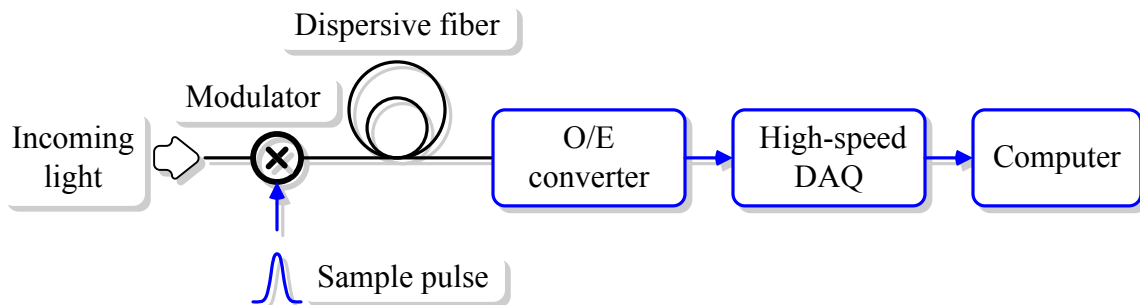 Dispersive fiber
Modulator
Incoming
light
O/E
converter
High-speed
DAQ
Computer
Sample pulse